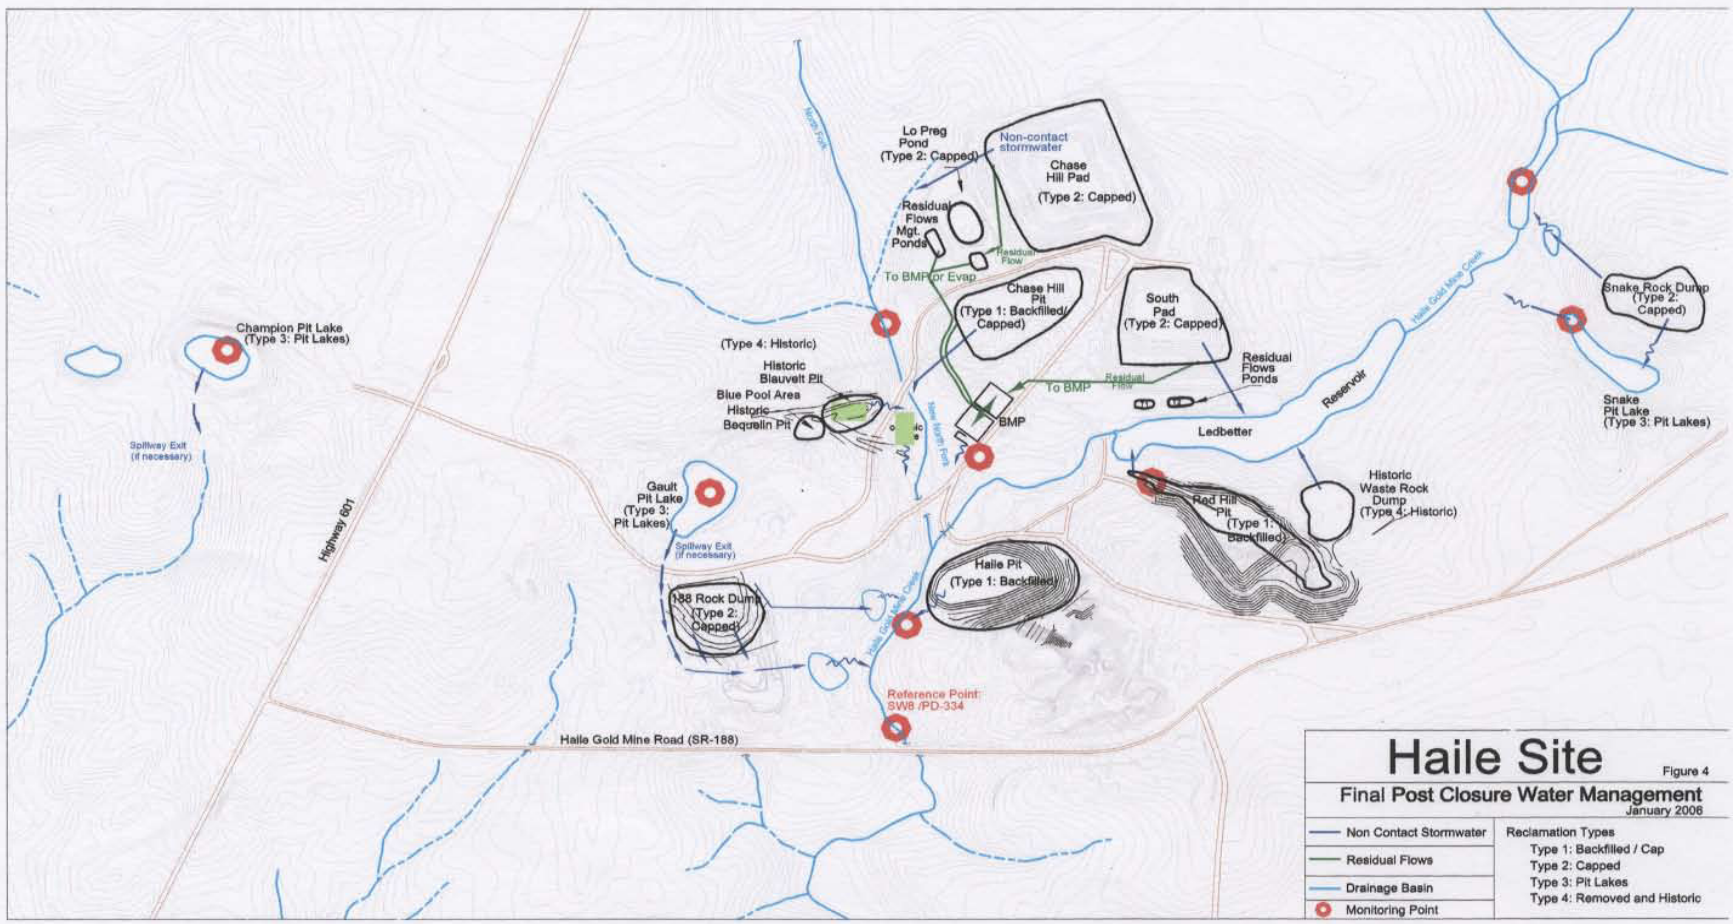 North Fork
Lo Preg
Pond
(Type 2: Capped)
Non-contact
stormwater
Chase
Hill Pad
(Type 2: Capped)
Residual
Flows
Mgt.
Ponds
Residual
Flow
To BMP or Evap
Chase Hill
Pit
(Type 1: Backfilled/
Capped)
South
Pad
(Type 2: Capped)
Haile Gold Mine Creek
Snake Rock Dump
(Type 2:
Capped)
Champion Pit Lake
(Type 3: Pit Lakes)
(Type 4: Historic)
Historic
Blauvelt Pit
Blue Pool Area
Historic
Bequelin Pit
New North Fork
To BMP
Residual
Flow
BMP
Residual
Flows
Ponds
Reservoir
Ledbetter
Snake
Pit Lake
(Type 3: Pit Lakes)
Spillway Exit
(if necessary)
Highway 601
Gault
Pit Lake
(Type 3:
Pit Lakes)
Spillway Exit
(if necessary)
Red Hill
Pit
(Type 1:
Backfilled)
Historic
Waste Rock
Dump
(Type 4: Historic)
188 Rock Dump
(Type 2:
Capped)
Haile Gold Mine Creek
Haile Pit
(Type 1: Backfilled)
Reference Point:
SW8 /PD-334
Haile Gold Mine Road (SR-188)
Haile Site
Figure 4
Final Post Closure Water Management
January 2006
Non Contact Stormwater
Residual Flows
Drainage Basin
Monitoring Point
Reclamation Types
Type 1: Backfilled / Cap
Type 2: Capped
Type 3: Pit Lakes
Type 4: Removed and Historic